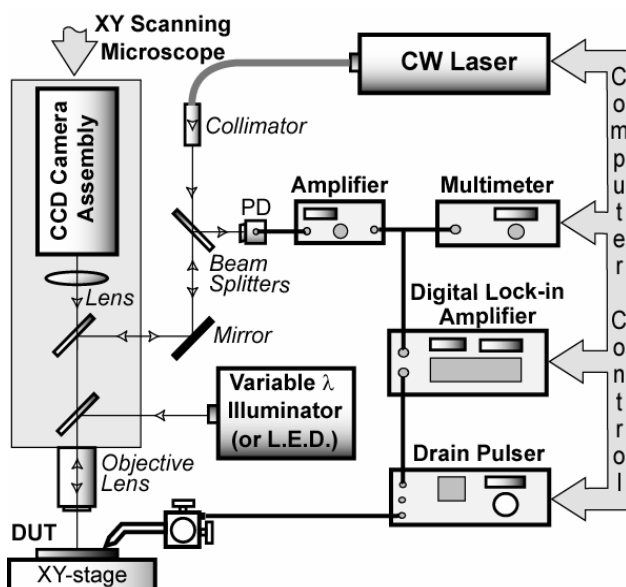 XY Scanning
Microscope
CCD Camera
Assembly
Lens
Collimator
CW Laser
PD
Amplifier
Multimeter
Beam
Splitters
Mirror
Digital Lock-in
Amplifier
Variable λ
Illuminator
(or L.E.D.)
Drain Pulser
Objective
Lens
DUT
XY-stage
Computer Control